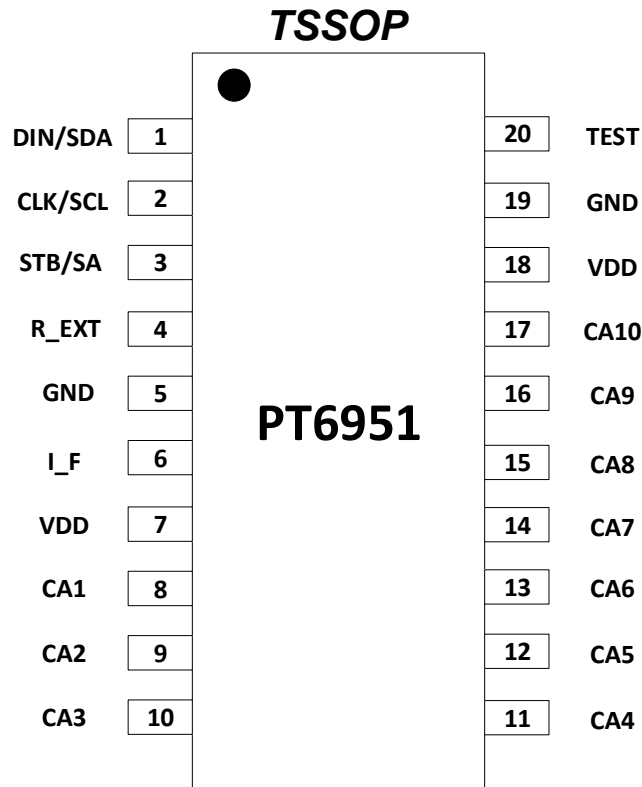 TSSOP
DIN/SDA 1 20 TEST
CLK/SCL 2 19 GND
STB/SA 3 18 VDD
R_EXT 4 17 CA10
GND 5 16 CA9
PT6951
I_F 6 15 CA8
VDD 7 14 CA7
CA1 8 13 CA6
CA2 9 12 CA5
CA3 10 11 CA4